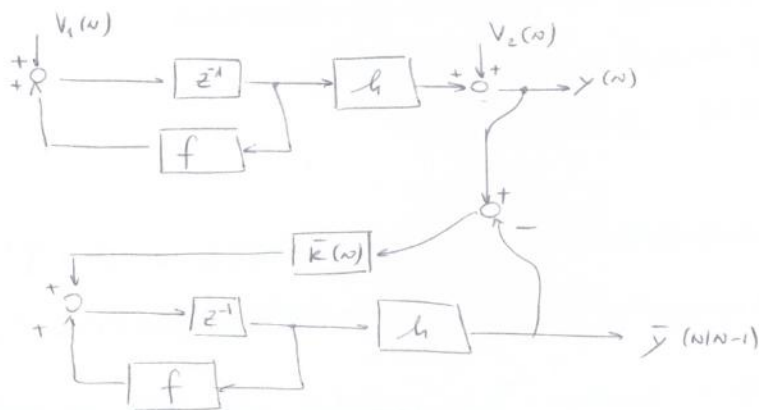 V₁(N)
V₂(N)
+
+
z⁻¹
h
+
+
y(N)
f
+
−
K̄(N)
+
+
z⁻¹
h
ȳ(N|N-1)
f